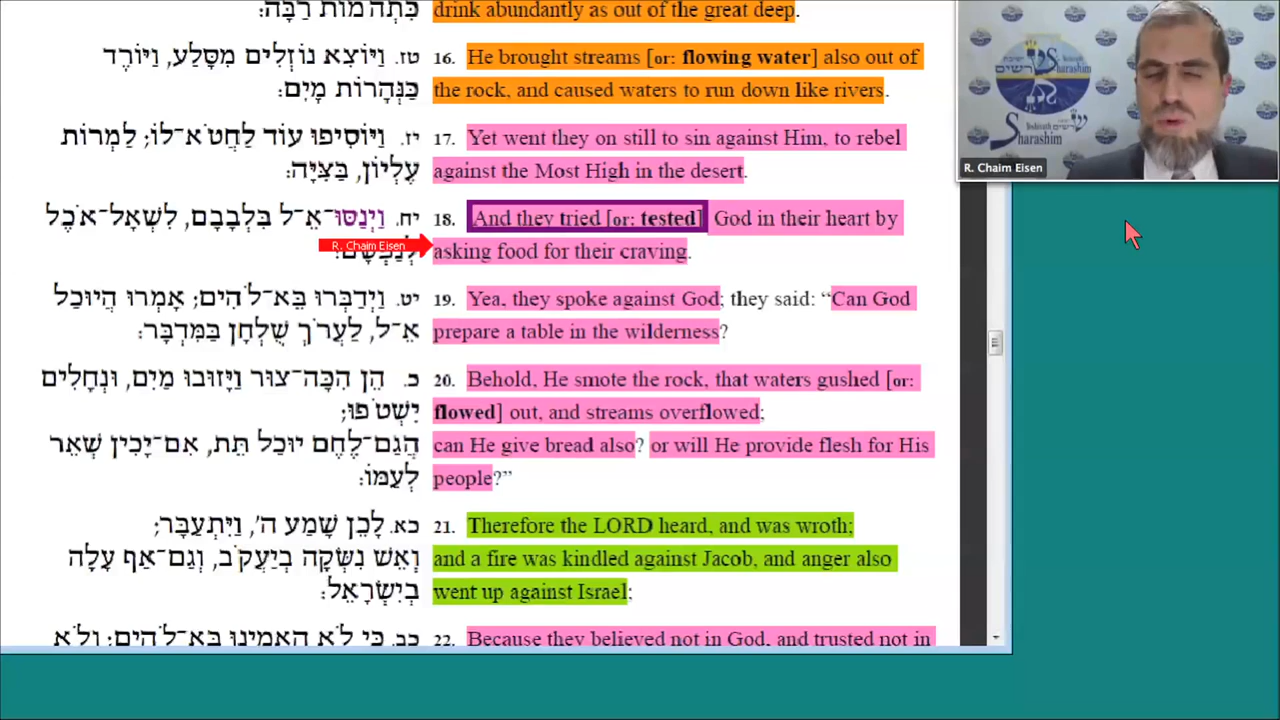 כִּתְהֹמוֹת רַבָּה:
drink abundantly as out of the great deep.
טז. וַיּוֹצִא נוֹזְלִים מִסָּלַע, וַיּוֹרֶד
16. He brought streams [or: flowing water] also out of
כַּנְּהָרוֹת מָיִם:
the rock, and caused waters to run down like rivers.
יז. וַיּוֹסִיפוּ עוֹד לַחֲטֹא־לוֹ; לַמְרוֹת
17. Yet went they on still to sin against Him, to rebel
עֶלְיוֹן, בַּצִּיָּה:
against the Most High in the desert.
יח. וַיְנַסּוּ־אֵ־ל בִּלְבָבָם, לִשְׁאָל־אֹכֶל
18. And they tried [or: tested] God in their heart by
לְנַפְשָׁם:
R. Chaim Eisen
asking food for their craving.
יט. וַיְדַבְּרוּ בֵּא־לֹהִים; אָמְרוּ הֲיוּכַל
19. Yea, they spoke against God; they said: “Can God
אֵ־ל, לַעֲרֹךְ שֻׁלְחָן בַּמִּדְבָּר:
prepare a table in the wilderness?
כ. הֵן הִכָּה־צוּר וַיָּזוּבוּ מַיִם, וּנְחָלִים
20. Behold, He smote the rock, that waters gushed [or:
יִשְׁטֹפוּ;
flowed] out, and streams overflowed;
הֲגַם־לֶחֶם יוּכַל תֵּת, אִם־יָכִין שְׁאֵר
can He give bread also? or will He provide flesh for His
לְעַמּוֹ:
people?”
כא. לָכֵן שָׁמַע ה', וַיִּתְעַבָּר;
21. Therefore the LORD heard, and was wroth;
וְאֵשׁ נִשְּׂקָה בְיַעֲקֹב, וְגַם־אַף עָלָה
and a fire was kindled against Jacob, and anger also
בְיִשְׂרָאֵל:
went up against Israel;
כב. כִּי לֹא הֶאֱמִינוּ בֵּא־לֹהִים; וְלֹא
22. Because they believed not in God, and trusted not in
Sharashim
Sharashim
R. Chaim Eisen